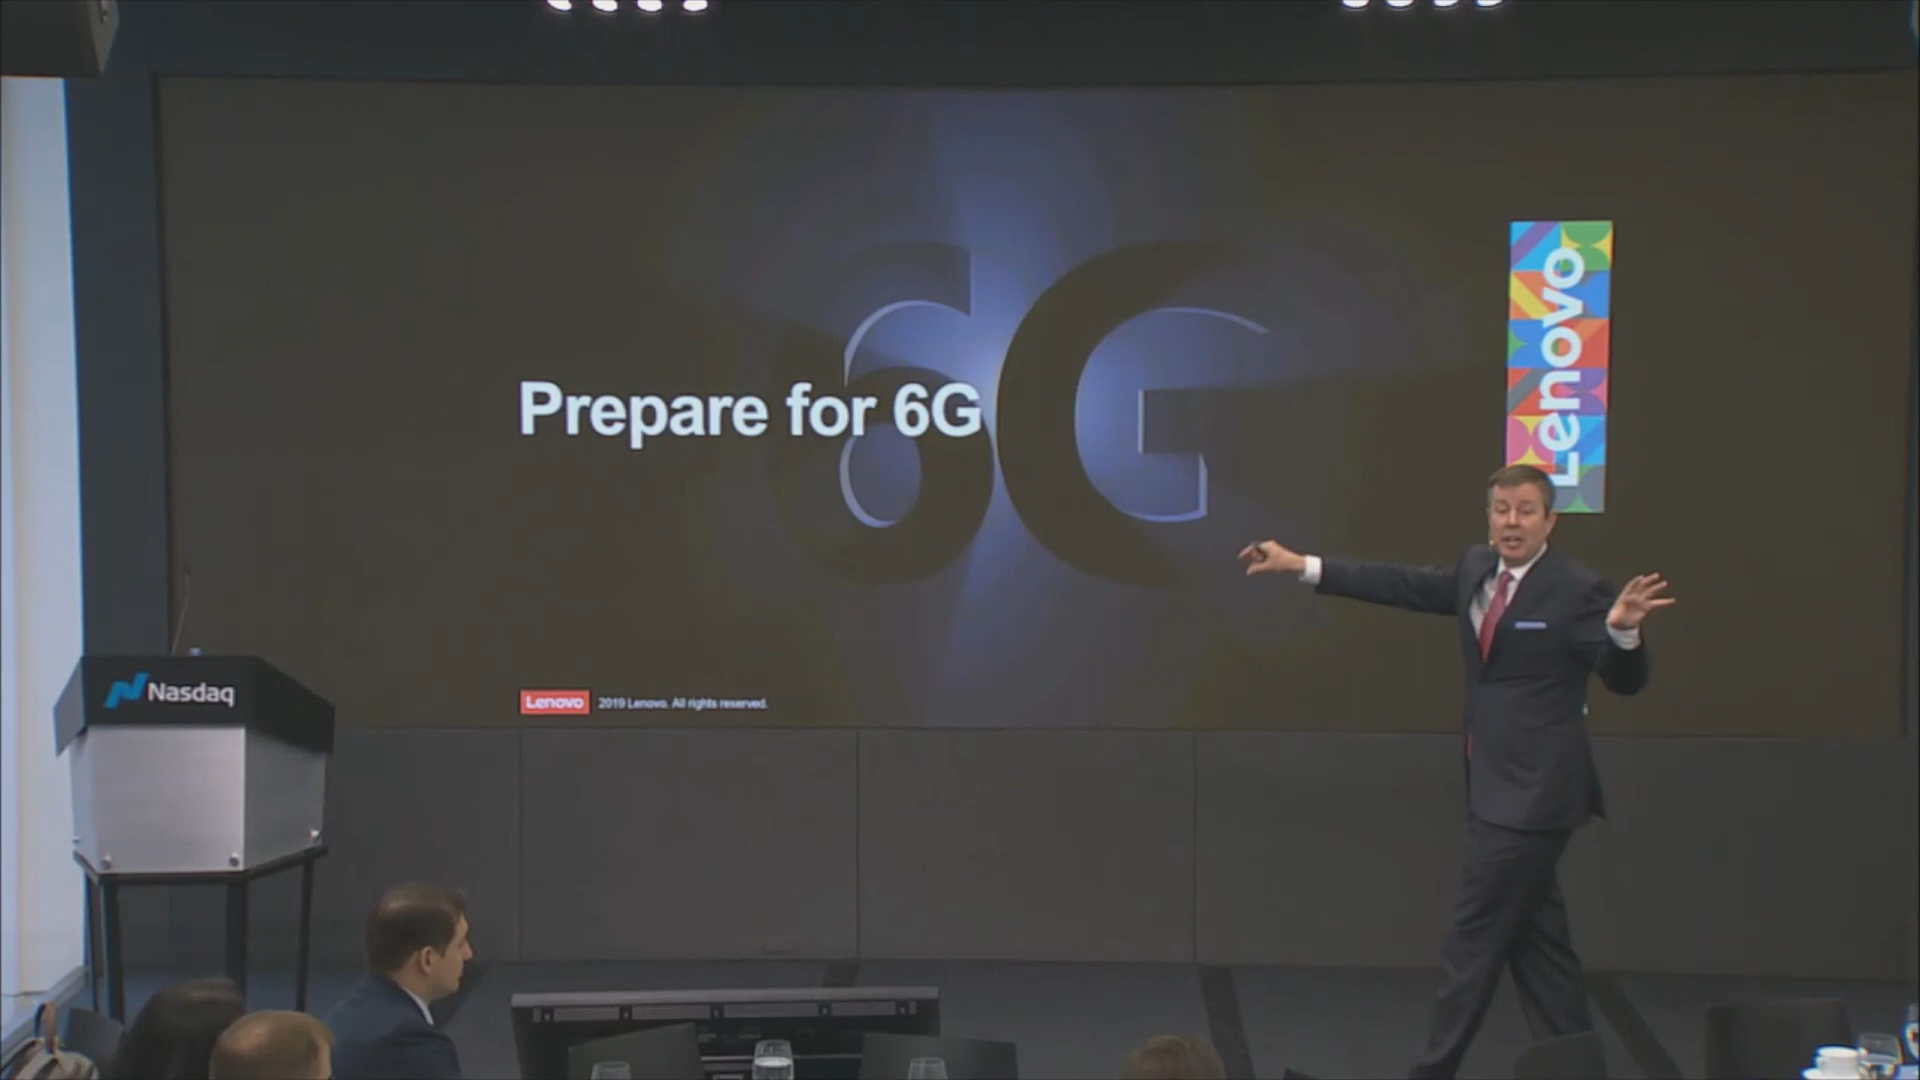 6G
Prepare for 6G
Lenovo
Nasdaq
Lenovo 2019 Lenovo. All rights reserved.